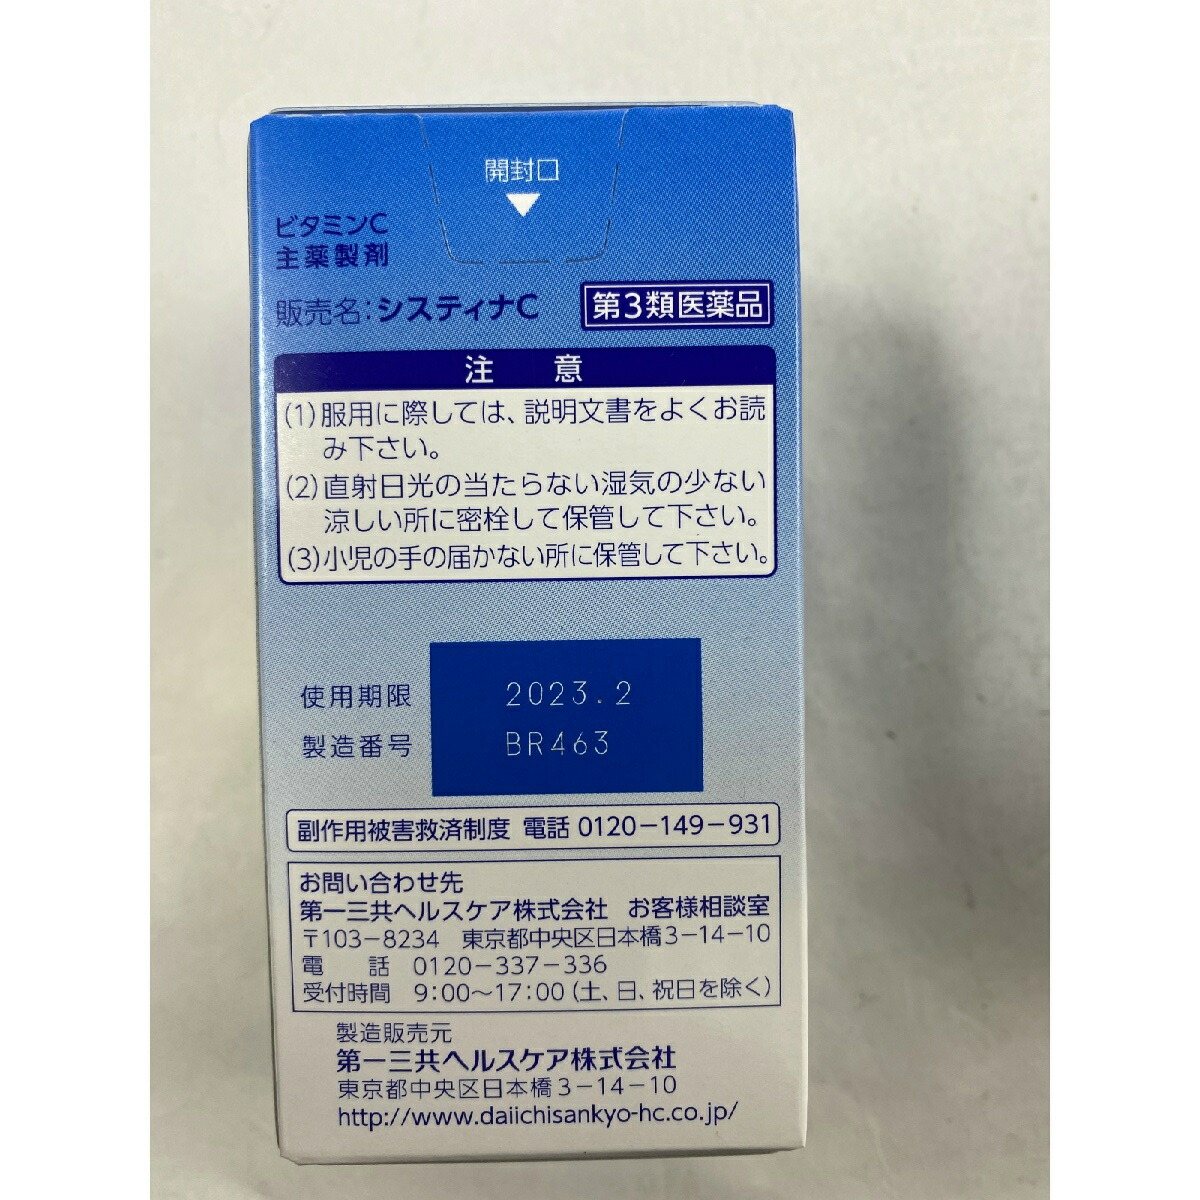 開封口
ビタミンC
主薬製剤
販売名:システィナC
第3類医薬品
注 意
(1)服用に際しては、説明文書をよくお読
み下さい。
(2)直射日光の当たらない湿気の少ない
涼しい所に密栓して保管して下さい。
(3)小児の手の届かない所に保管して下さい。
使用期限 2023.2
製造番号 BR463
副作用被害救済制度 電話 0120-149-931
お問い合わせ先
第一三共ヘルスケア株式会社 お客様相談室
〒103-8234 東京都中央区日本橋3-14-10
電 話 0120-337-336
受付時間 9:00~17:00(土、日、祝日を除く)
製造販売元
第一三共ヘルスケア株式会社
東京都中央区日本橋3-14-10
http://www.daiichisankyo-hc.co.jp/